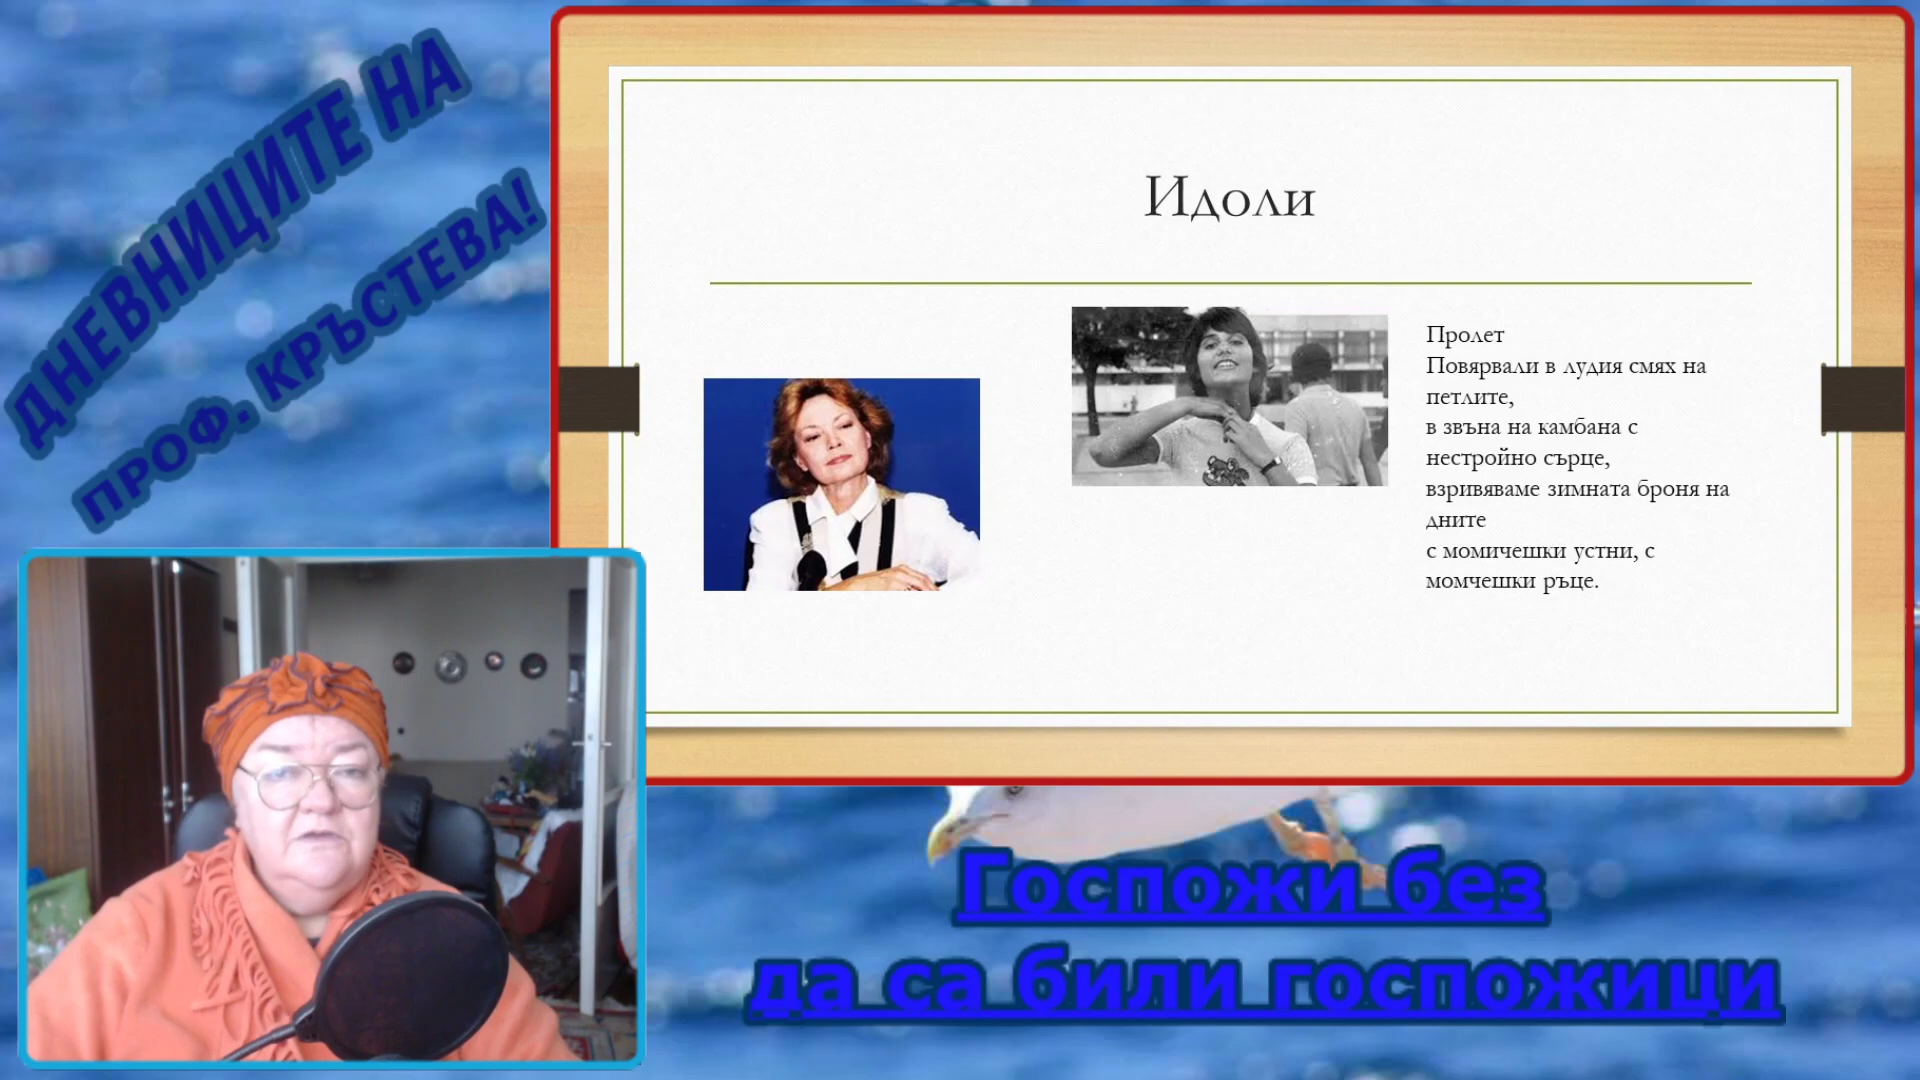 ДНЕВНИЦИТЕ НА
ПРОФ. КРЪСТЕВА!
Идоли
Пролет
Повярвали в лудия смях на
петлите,
в звъна на камбана с
нестройно сърце,
взривяваме зимната броня на
дните
с момичешки устни, с
момчешки ръце.
Госпожи без
да са били госпожици